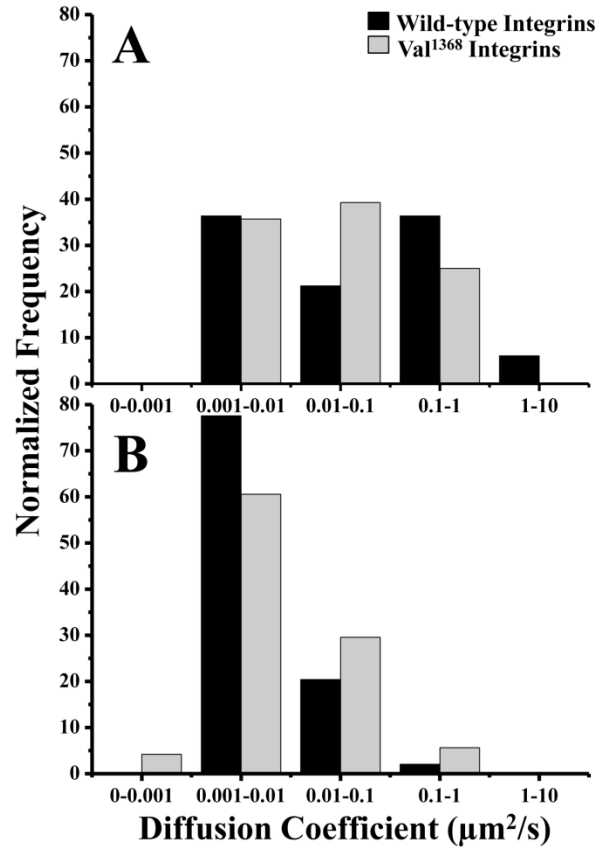 Wild-type Integrins
Val¹³⁶⁸ Integrins
A
80
70
60
50
40
30
20
10
0
0-0.001 0.001-0.01 0.01-0.1 0.1-1 1-10
Normalized Frequency
B
80
70
60
50
40
30
20
10
0
0-0.001 0.001-0.01 0.01-0.1 0.1-1 1-10
Diffusion Coefficient (µm²/s)